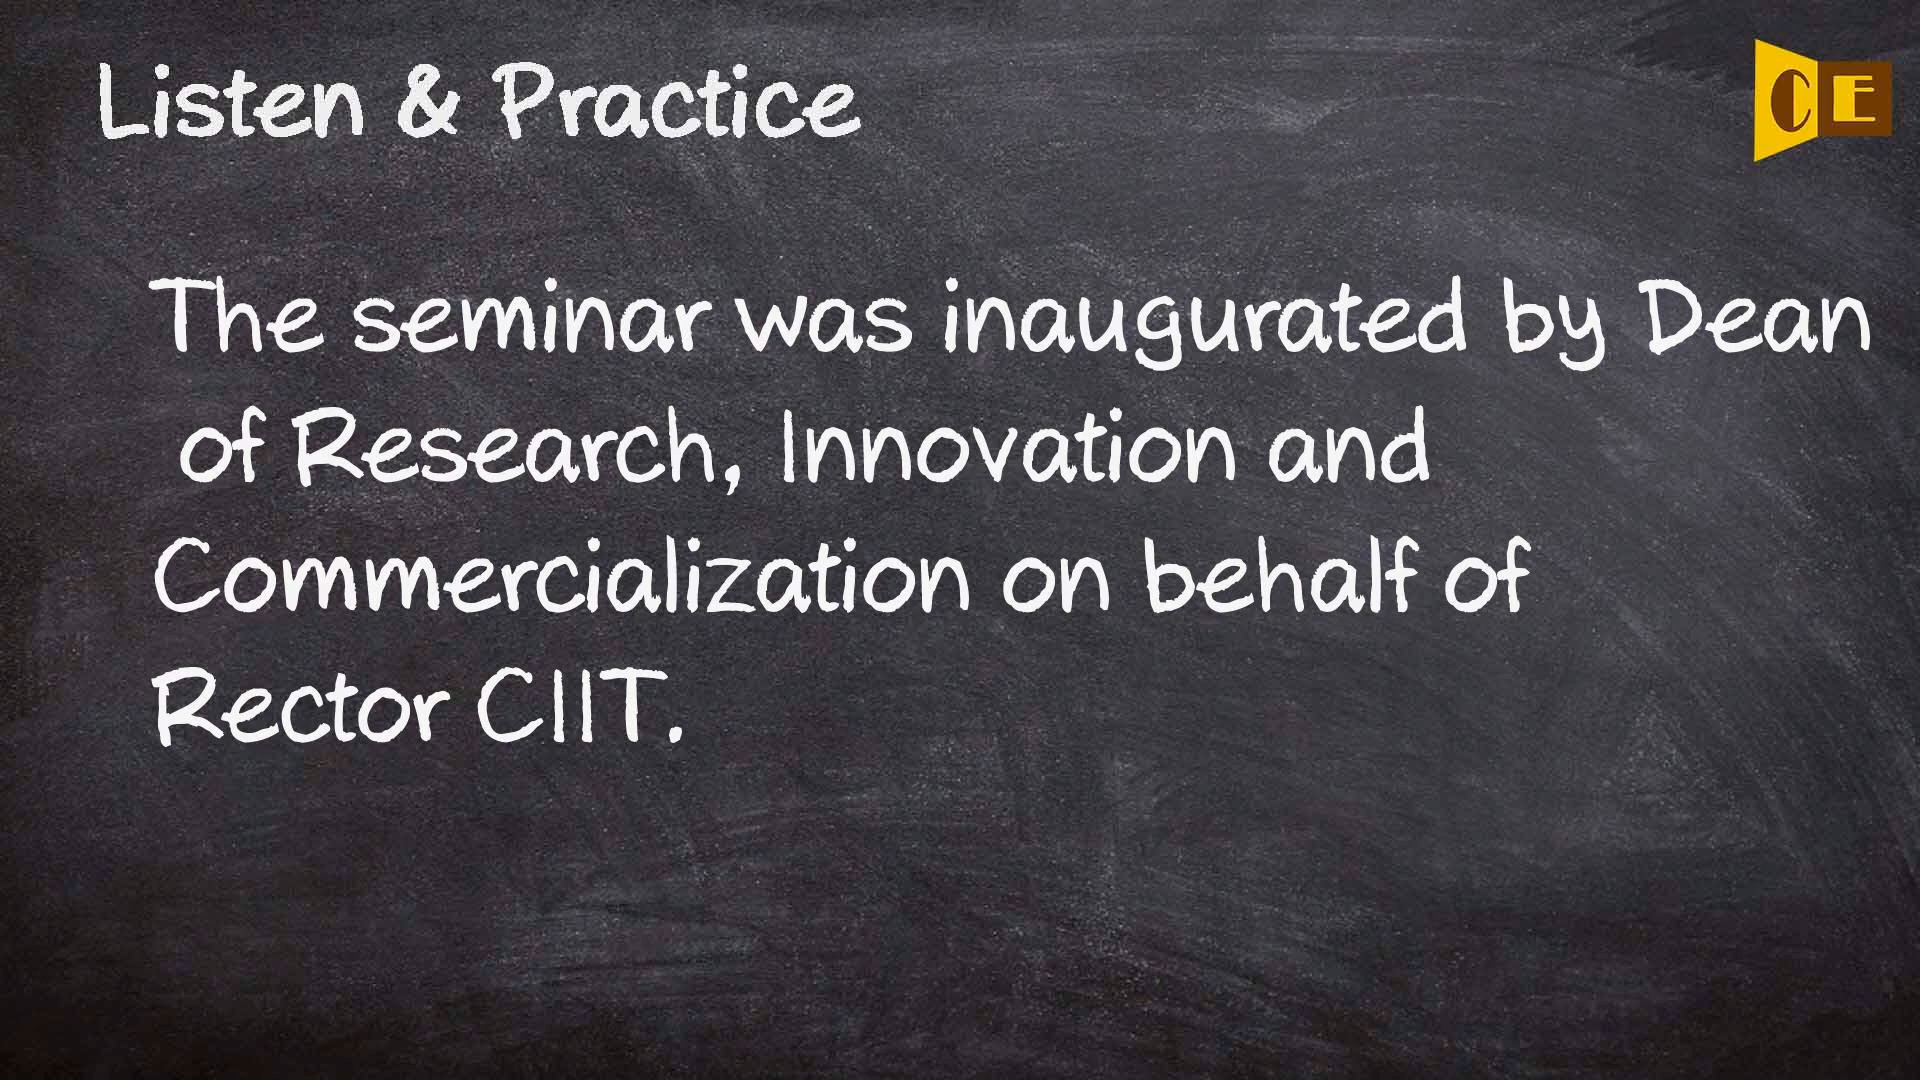 Listen & Practice
CE
The seminar was inaugurated by Dean
of Research, Innovation and
Commercialization on behalf of
Rector CIIT.